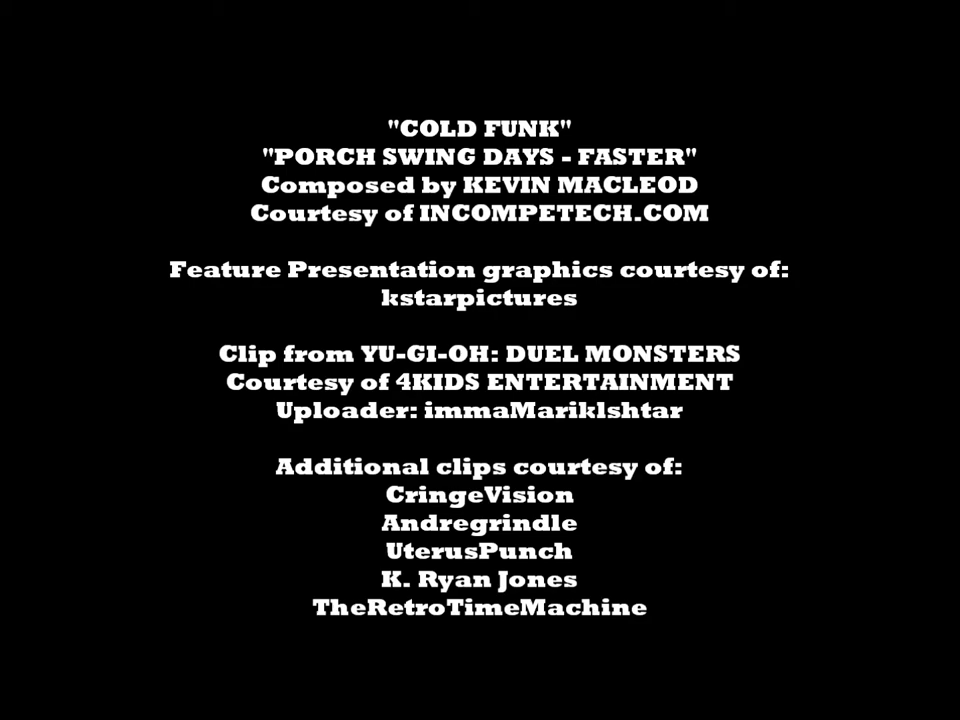 "COLD FUNK"
"PORCH SWING DAYS - FASTER"
Composed by KEVIN MACLEOD
Courtesy of INCOMPETECH.COM
Feature Presentation graphics courtesy of:
kstarpictures
Clip from YU-GI-OH: DUEL MONSTERS
Courtesy of 4KIDS ENTERTAINMENT
Uploader: immaMarikIshtar
Additional clips courtesy of:
CringeVision
Andregrindle
UterusPunch
K. Ryan Jones
TheRetroTimeMachine